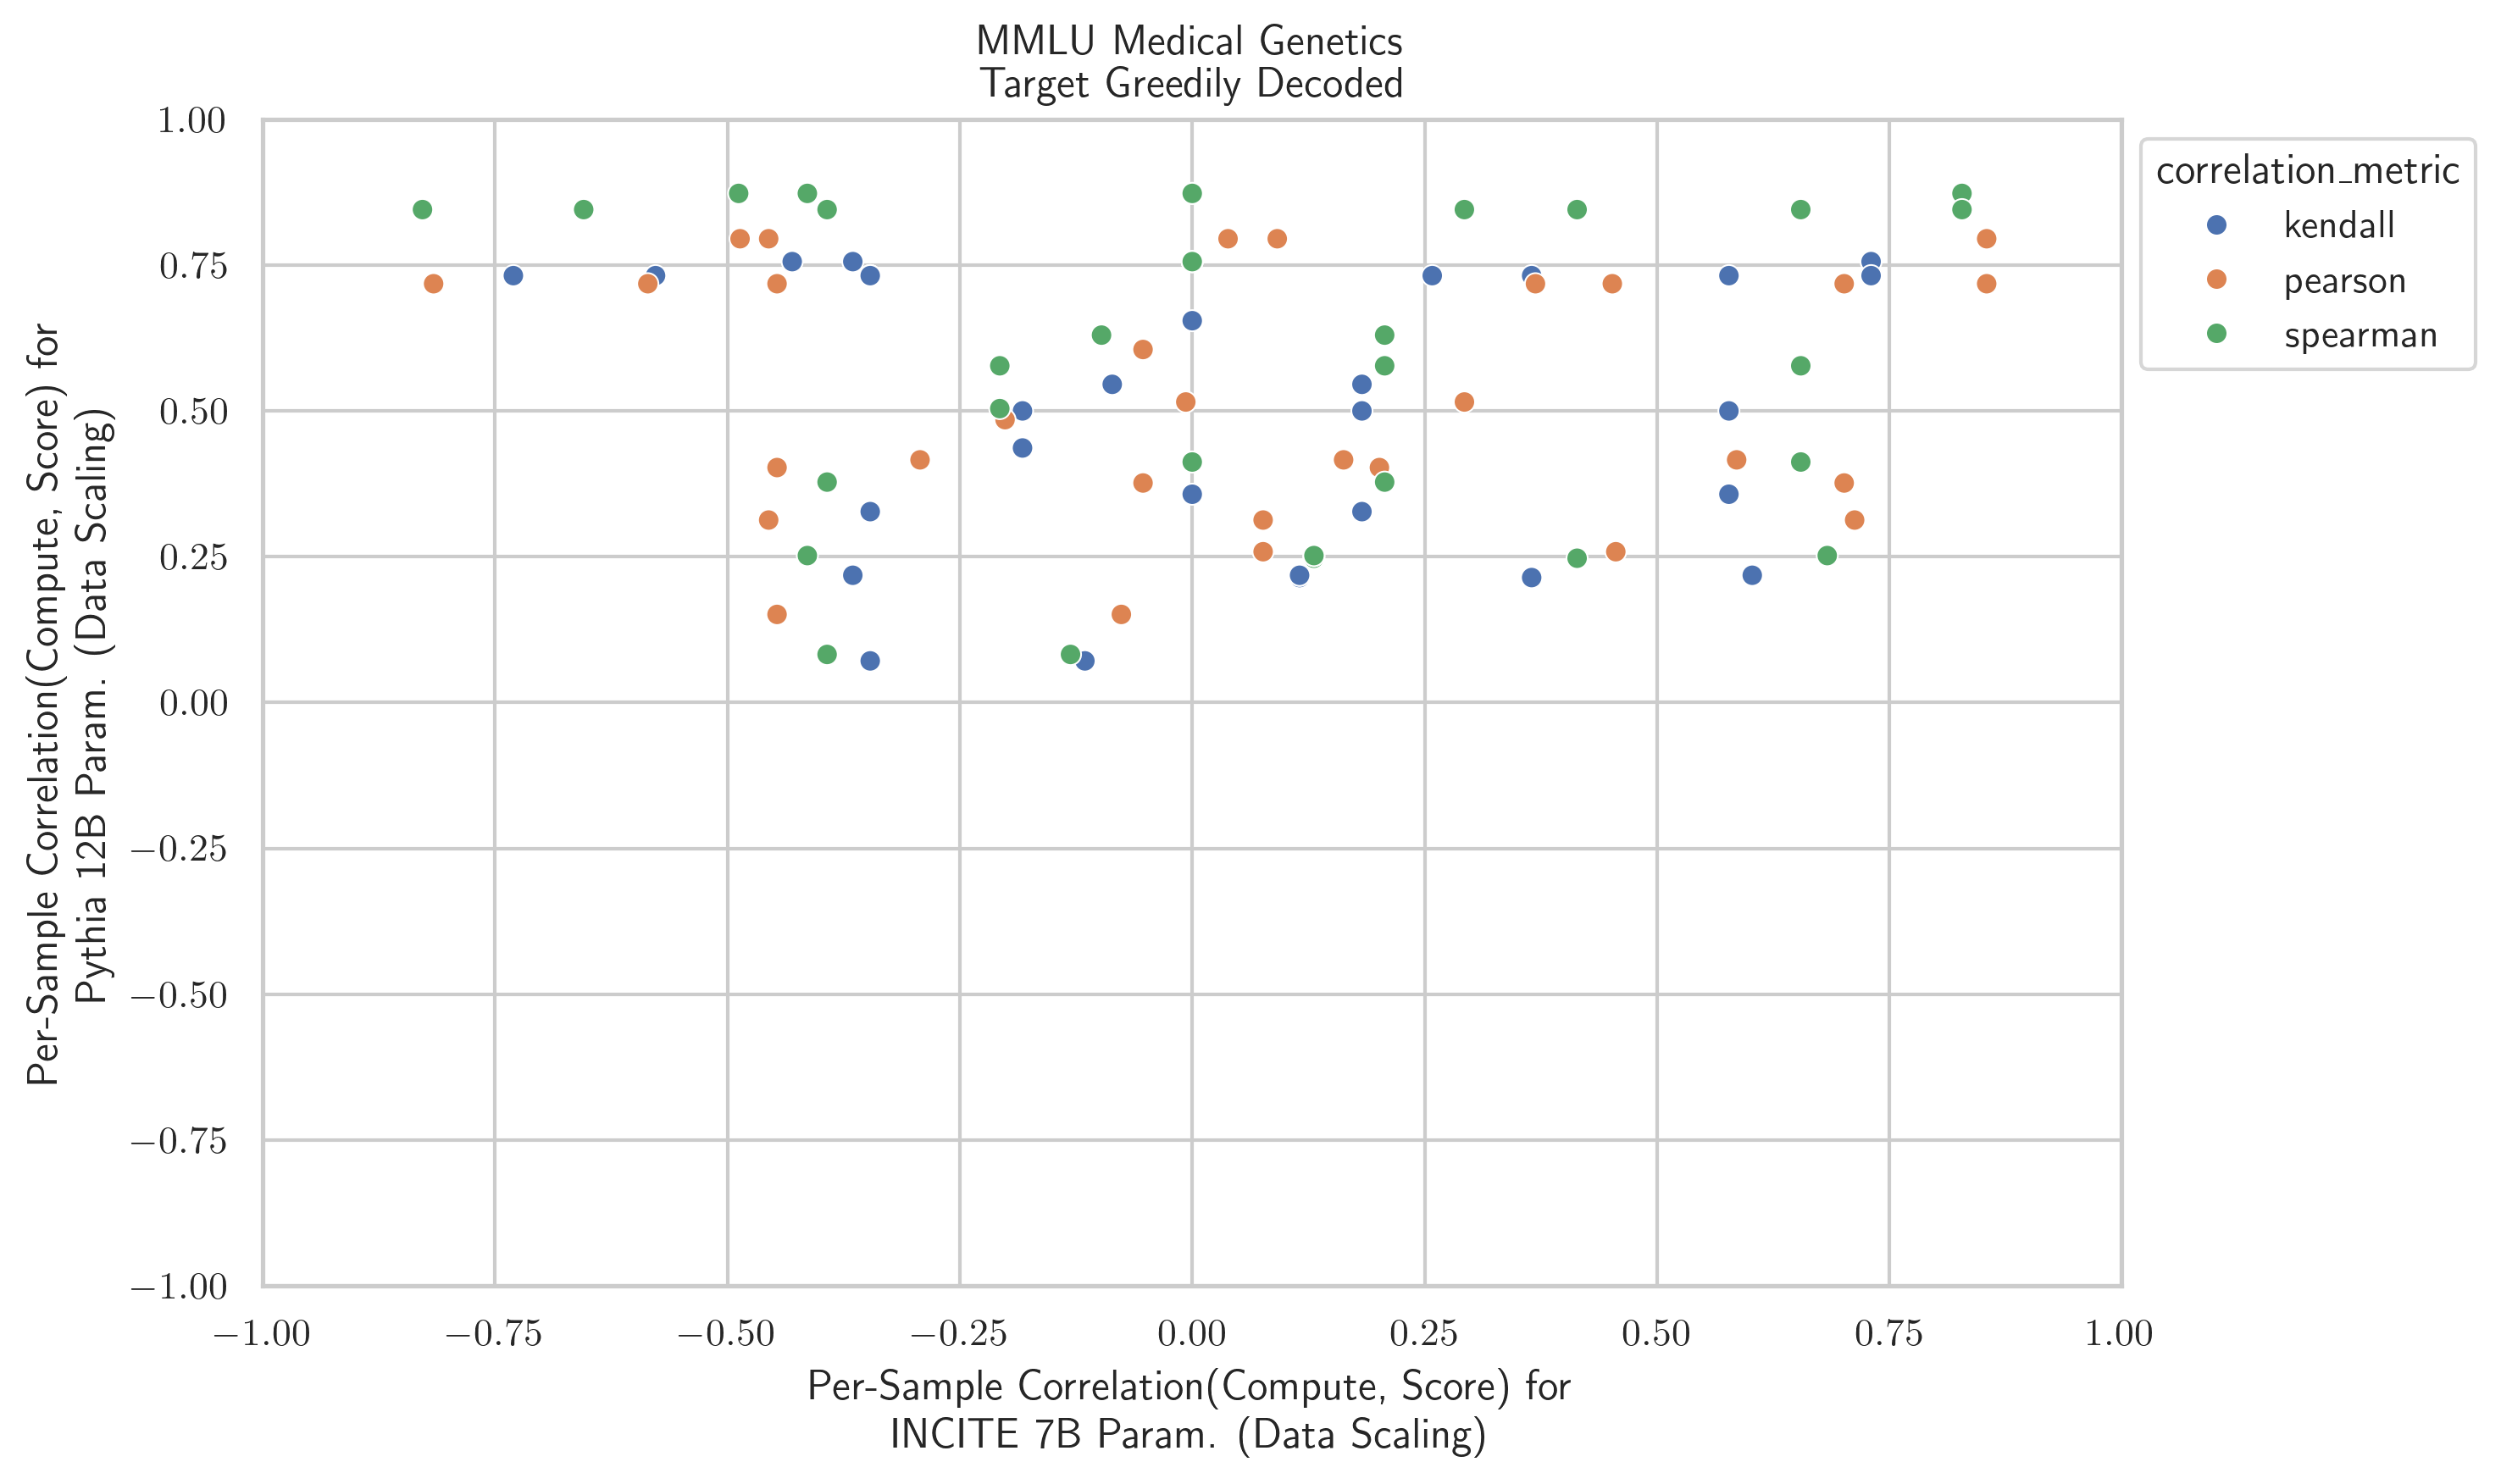 MMLU Medical Genetics
Target Greedily Decoded
Per-Sample Correlation(Compute, Score) for
Pythia 12B Param. (Data Scaling)
1.00
0.75
0.50
0.25
0.00
−0.25
−0.50
−0.75
−1.00
−1.00 −0.75 −0.50 −0.25 0.00 0.25 0.50 0.75 1.00
Per-Sample Correlation(Compute, Score) for
INCITE 7B Param. (Data Scaling)
correlation_metric
kendall
pearson
spearman